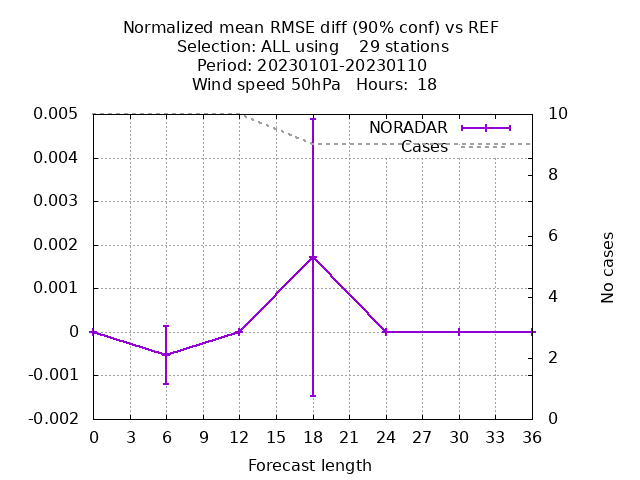 Normalized mean RMSE diff (90% conf) vs REF
Selection: ALL using    29 stations
Period: 20230101-20230110
Wind speed 50hPa   Hours:  18
NORADAR
Cases
0.005
0.004
0.003
0.002
0.001
0
-0.001
-0.002
10
8
6
4
2
0
No cases
0 3 6 9 12 15 18 21 24 27 30 33 36
Forecast length